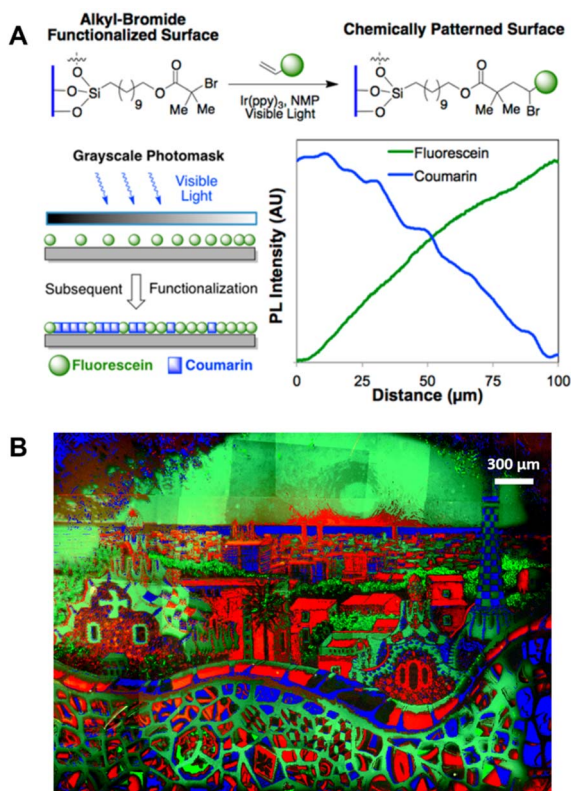 A
Alkyl-Bromide
Functionalized Surface
Chemically Patterned Surface
O
O
O
Si
9
O
O
Br
Me
Me
Ir(ppy)3, NMP
Visible Light
O
O
O
Si
9
O
O
Me
Me
Br
Grayscale Photomask
Visible
Light
Subsequent
Functionalization
Fluorescein
Coumarin
Fluorescein
Coumarin
PL Intensity (AU)
0
25
50
75
100
Distance (µm)
B
300 µm